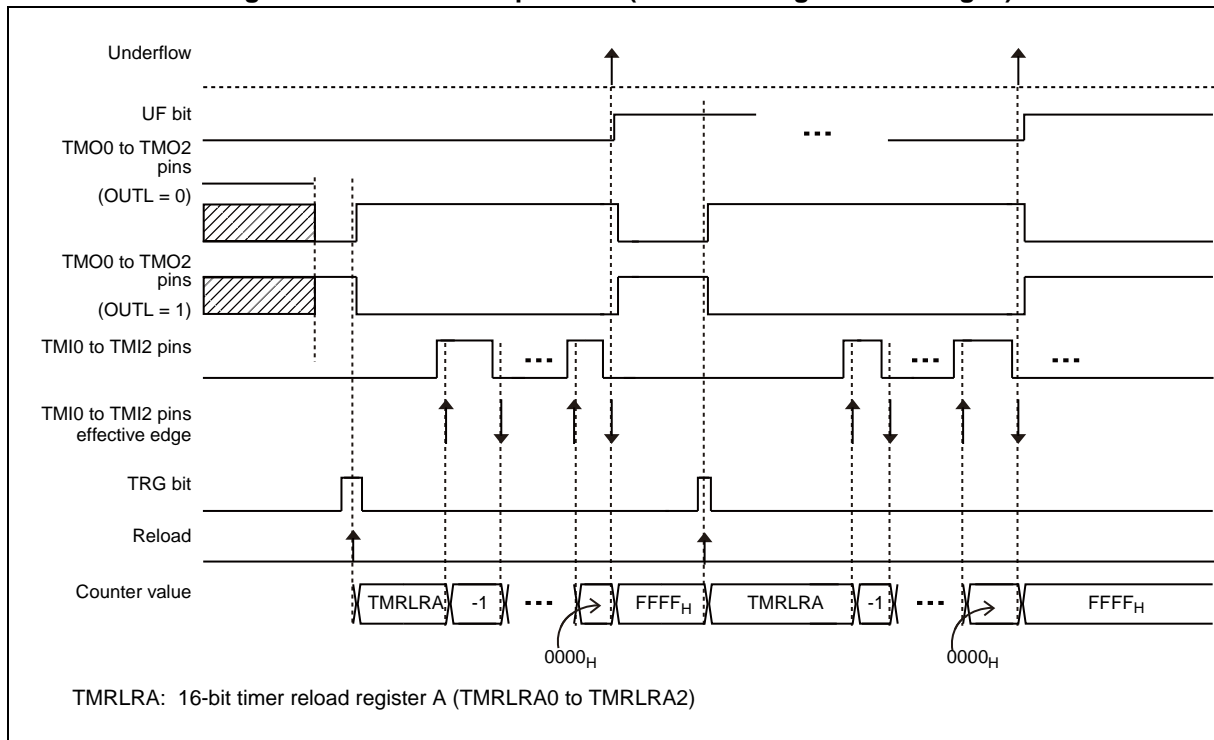 Underflow
UF bit
TMO0 to TMO2
pins
(OUTL = 0)
TMO0 to TMO2
pins
(OUTL = 1)
TMI0 to TMI2 pins
TMI0 to TMI2 pins
effective edge
TRG bit
Reload
Counter value
TMRLRA -1 FFFFH TMRLRA -1 FFFFH
0000H 0000H
TMRLRA: 16-bit timer reload register A (TMRLRA0 to TMRLRA2)